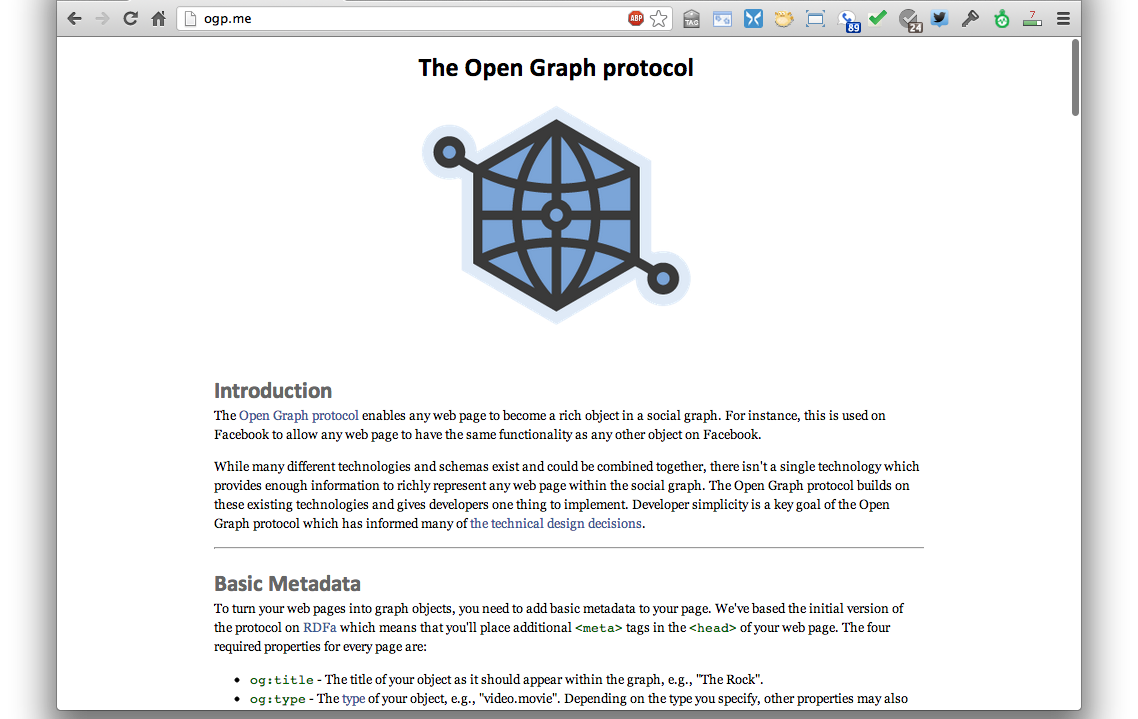 ogp.me
ABP
TAG
89
24
7
The Open Graph protocol
Introduction
The Open Graph protocol enables any web page to become a rich object in a social graph. For instance, this is used on
Facebook to allow any web page to have the same functionality as any other object on Facebook.
While many different technologies and schemas exist and could be combined together, there isn't a single technology which
provides enough information to richly represent any web page within the social graph. The Open Graph protocol builds on
these existing technologies and gives developers one thing to implement. Developer simplicity is a key goal of the Open
Graph protocol which has informed many of the technical design decisions.
Basic Metadata
To turn your web pages into graph objects, you need to add basic metadata to your page. We've based the initial version of
the protocol on RDFa which means that you'll place additional <meta> tags in the <head> of your web page. The four
required properties for every page are:
• og:title - The title of your object as it should appear within the graph, e.g., "The Rock".
• og:type - The type of your object, e.g., "video.movie". Depending on the type you specify, other properties may also